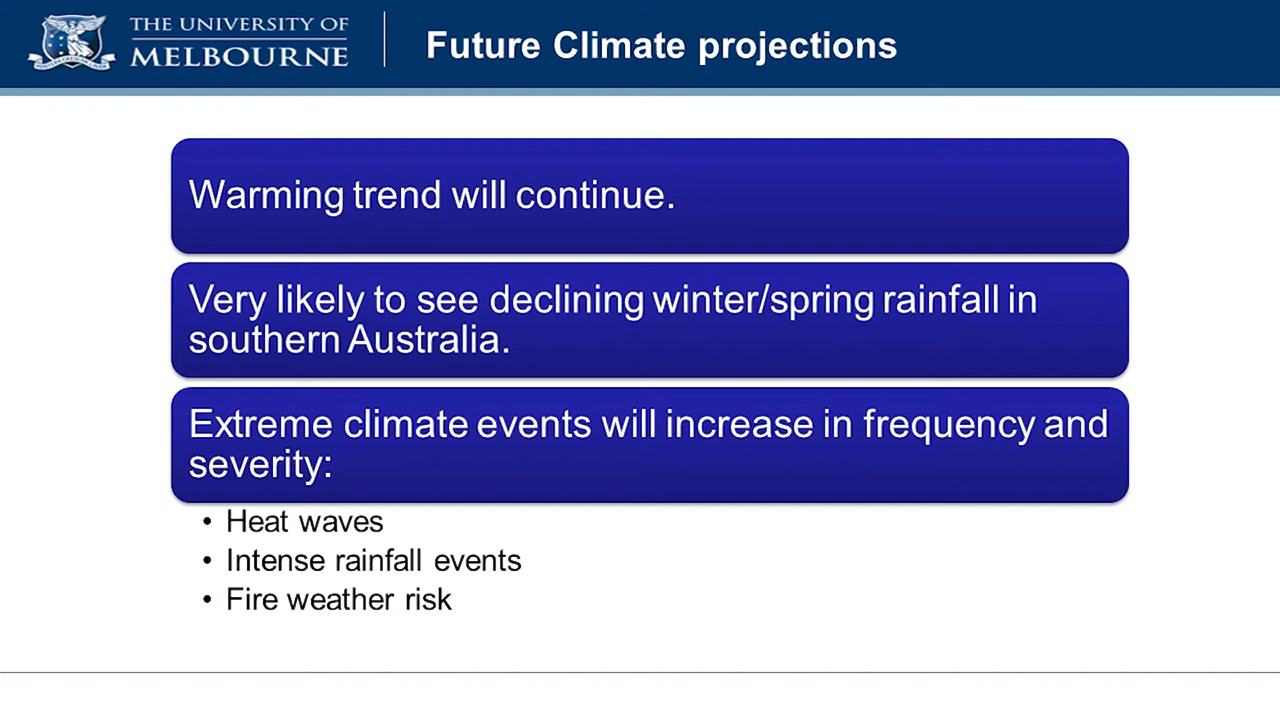 THE UNIVERSITY OF
MELBOURNE
Future Climate projections
Warming trend will continue.
Very likely to see declining winter/spring rainfall in
southern Australia.
Extreme climate events will increase in frequency and
severity:
• Heat waves
• Intense rainfall events
• Fire weather risk